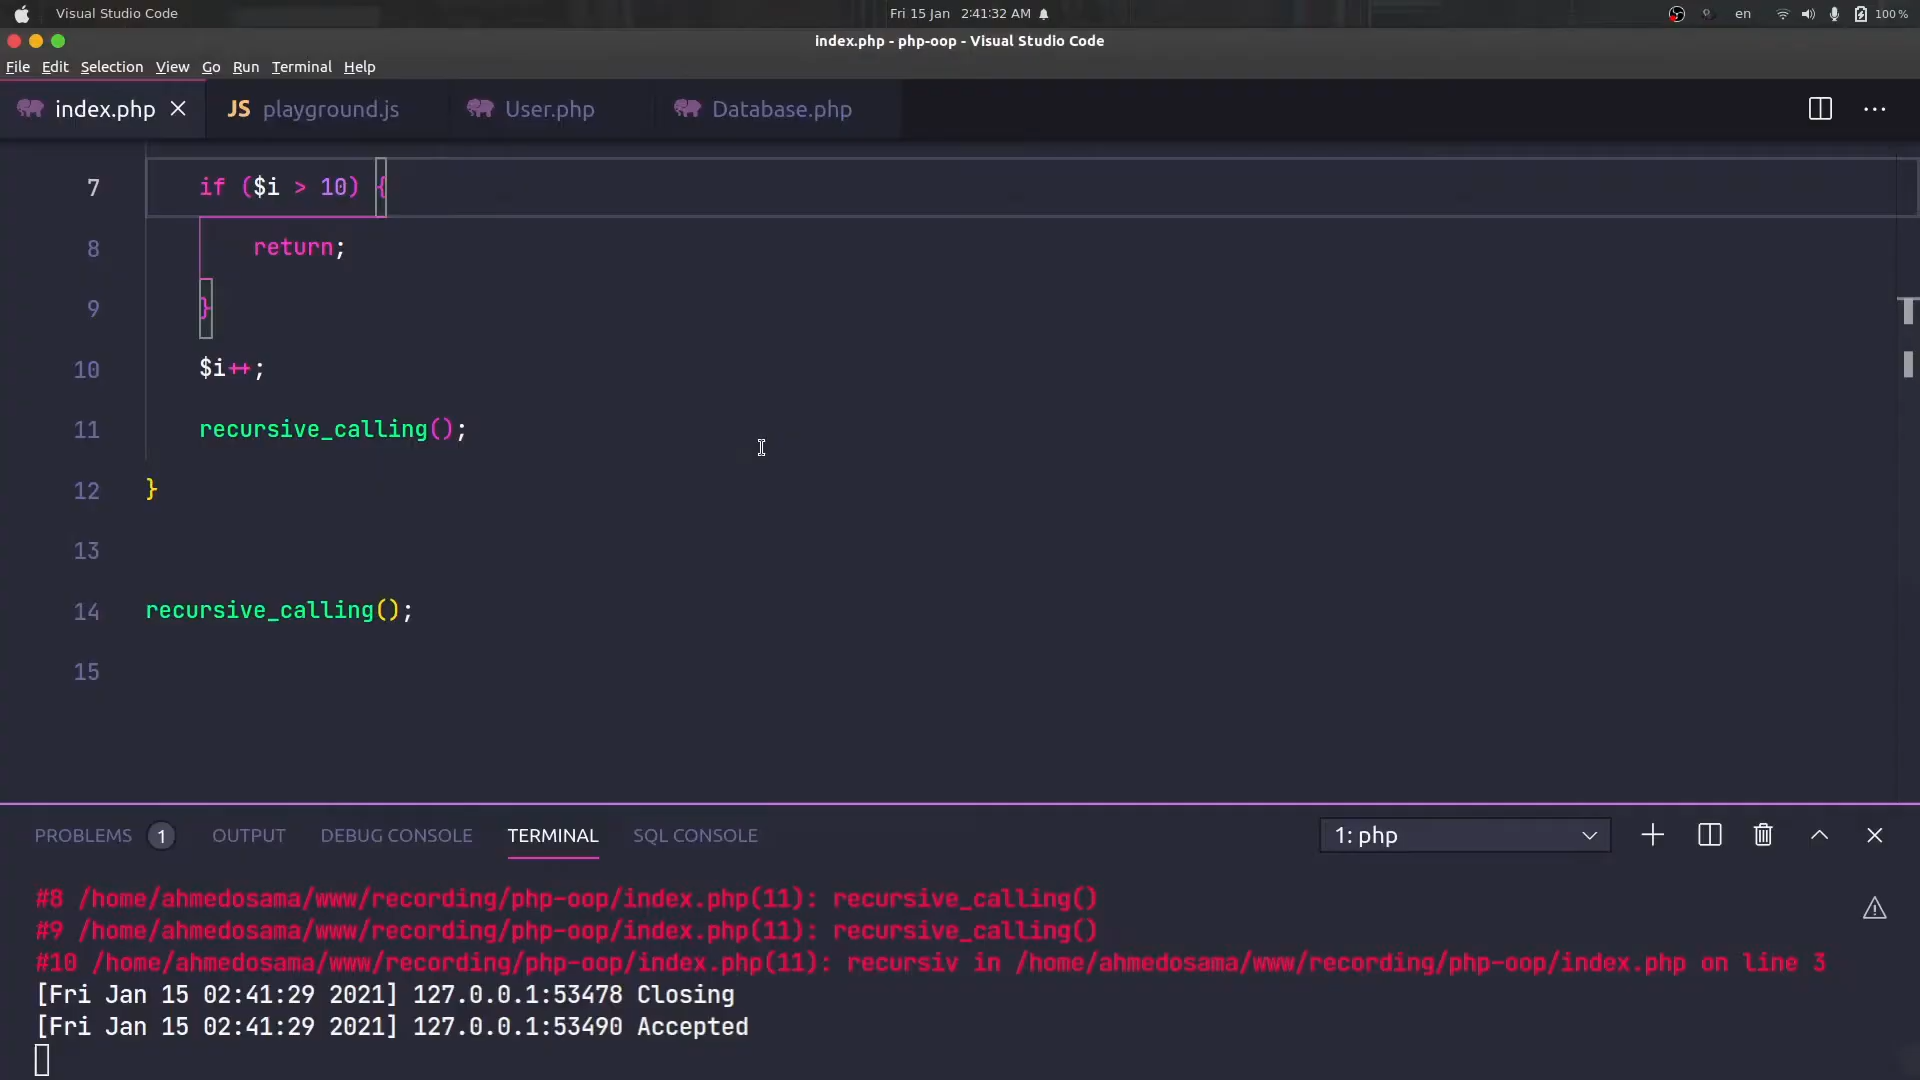 Visual Studio Code
Fri 15 Jan 2:41:32 AM
en
100 %
index.php - php-oop - Visual Studio Code
File Edit Selection View Go Run Terminal Help
index.php
JS playground.js
User.php
Database.php
7 if ($i > 10) {
8 return;
9 }
10 $i++;
11 recursive_calling();
12 }
13
14 recursive_calling();
15
PROBLEMS 1 OUTPUT DEBUG CONSOLE TERMINAL SQL CONSOLE 1: php
#8 /home/ahmedosama/www/recording/php-oop/index.php(11): recursive_calling()
#9 /home/ahmedosama/www/recording/php-oop/index.php(11): recursive_calling()
#10 /home/ahmedosama/www/recording/php-oop/index.php(11): recursiv in /home/ahmedosama/www/recording/php-oop/index.php on line 3
[Fri Jan 15 02:41:29 2021] 127.0.0.1:53478 Closing
[Fri Jan 15 02:41:29 2021] 127.0.0.1:53490 Accepted